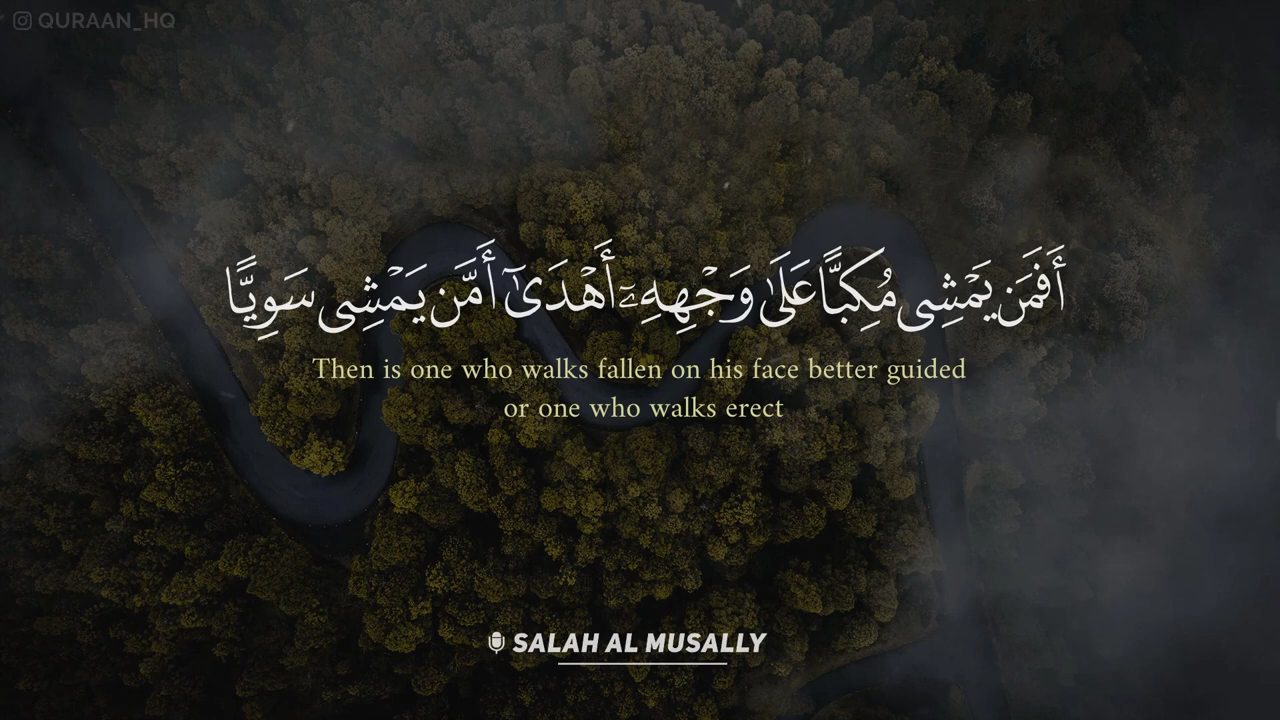 QURAAN_HQ
أَفَمَن يَمْشِى مُكِبًّا عَلَىٰ وَجْهِهِۦٓ أَهْدَىٰٓ أَمَّن يَمْشِى سَوِيًّا
Then is one who walks fallen on his face better guided
or one who walks erect
SALAH AL MUSALLY